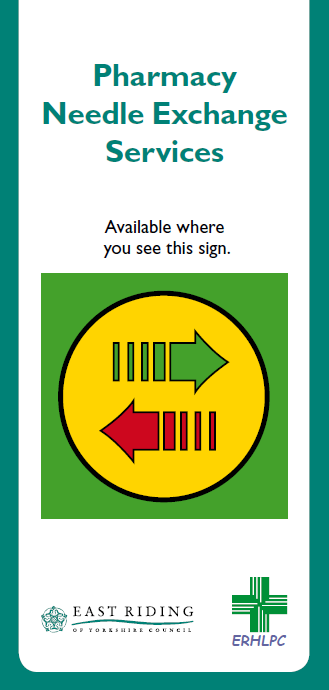 Pharmacy
Needle Exchange
Services
Available where
you see this sign.
EAST RIDING
OF YORKSHIRE COUNCIL
ERHLPC